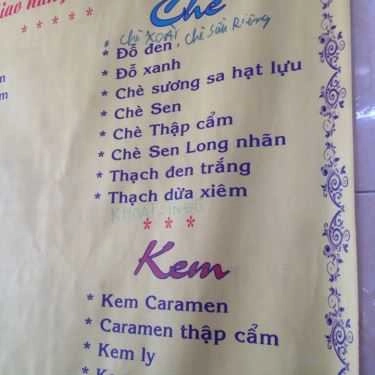 Giao hàng
* * * * *
Chè
* Chè XOÀI, Chè Sầu Riêng
* Đỗ đen
* Đỗ xanh
* Chè sương sa hạt lựu
* Chè Sen
* Chè Thập cẩm
* Chè Sen Long nhãn
* Thạch đen trắng
* Thạch dừa xiêm
* * *
Kem
* Kem Caramen
* Caramen thập cẩm
* Kem ly